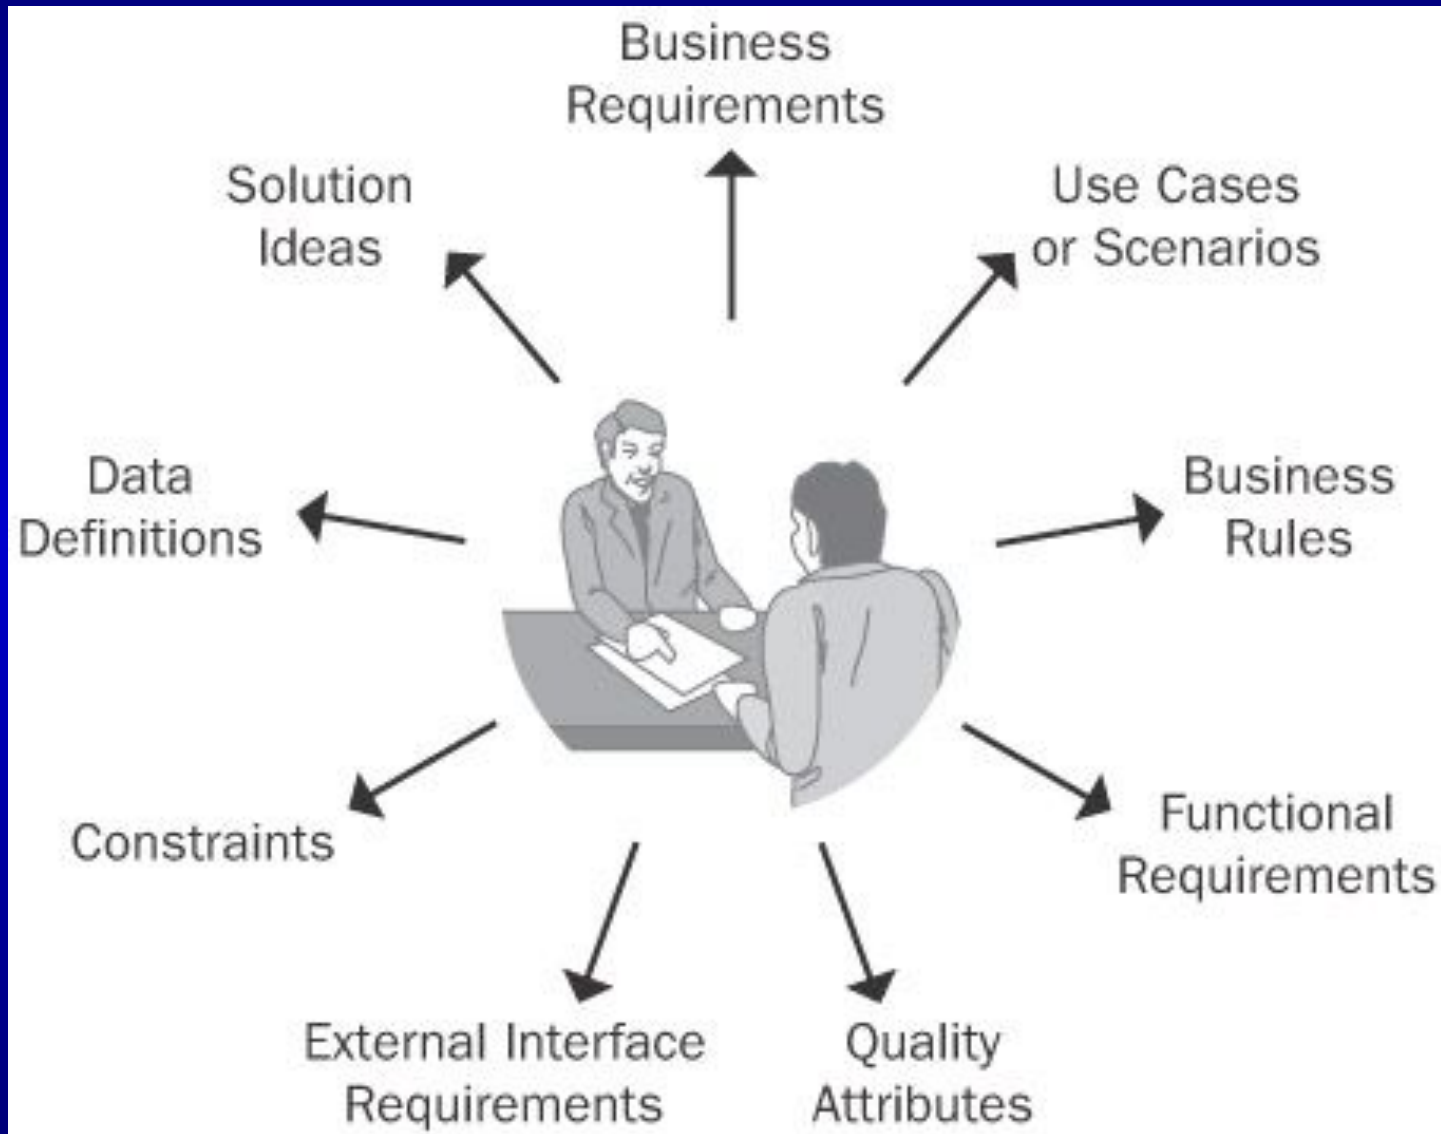 Business
Requirements
Use Cases
or Scenarios
Business
Rules
Functional
Requirements
Quality
Attributes
External Interface
Requirements
Constraints
Data
Definitions
Solution
Ideas